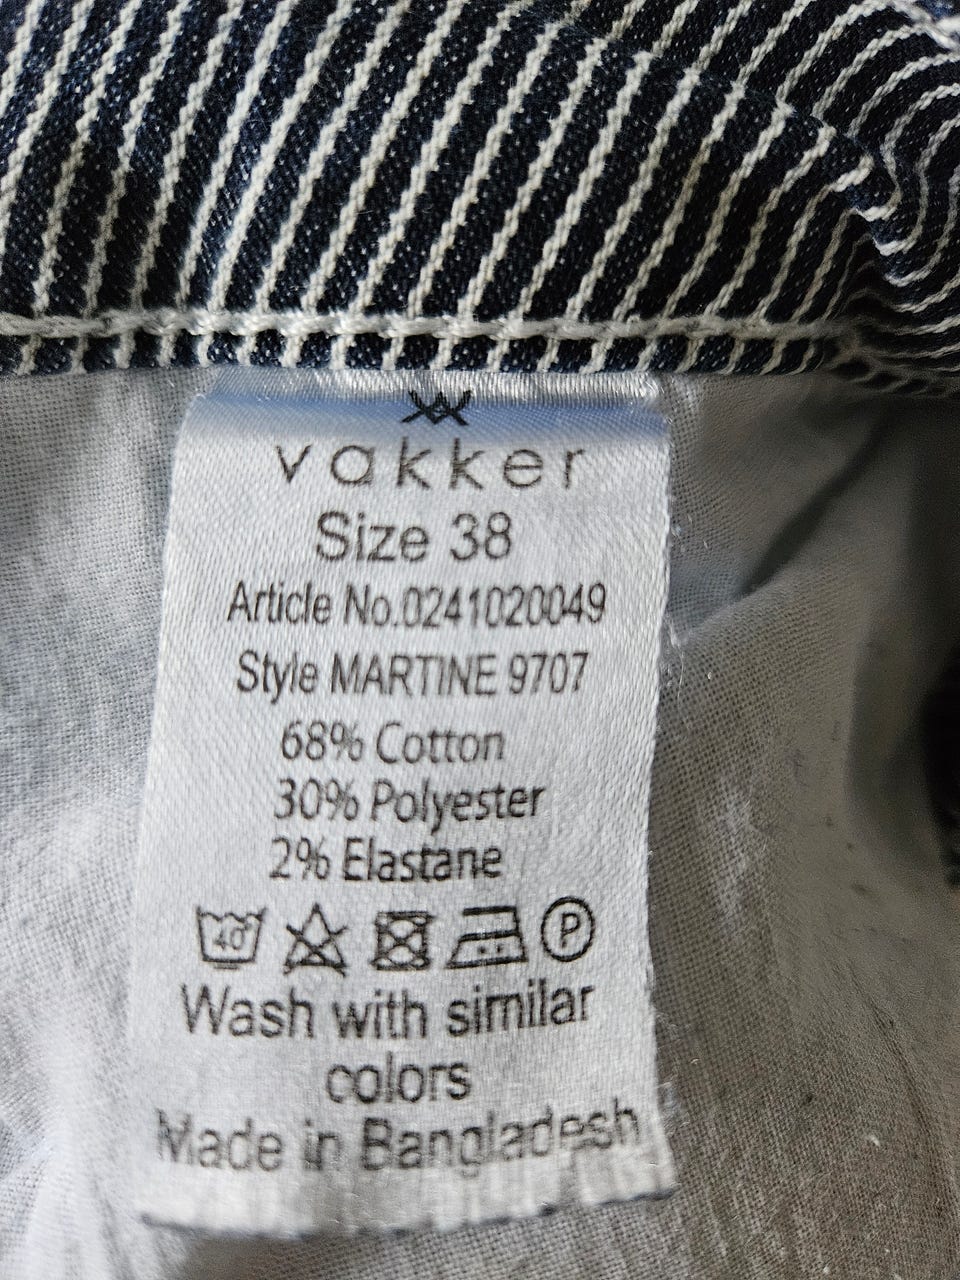 vakker
Size 38
Article No.0241020049
Style MARTINE 9707
68% Cotton
30% Polyester
2% Elastane
40° P
Wash with similar
colors
Made in Bangladesh